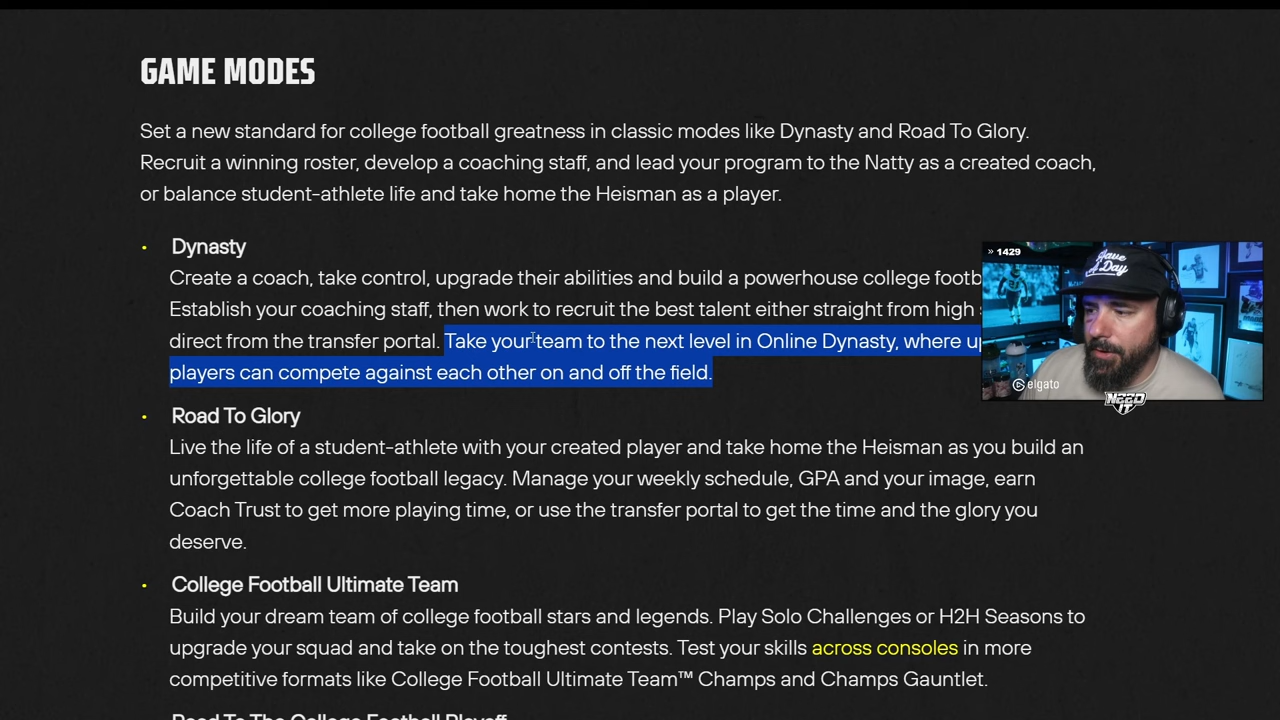 GAME MODES
Set a new standard for college football greatness in classic modes like Dynasty and Road To Glory.
Recruit a winning roster, develop a coaching staff, and lead your program to the Natty as a created coach,
or balance student-athlete life and take home the Heisman as a player.
• Dynasty
Create a coach, take control, upgrade their abilities and build a powerhouse college
Establish your coaching staff, then work to recruit the best talent either straight from high
direct from the transfer portal. Take your team to the next level in Online Dynasty, where
players can compete against each other on and off the field.
» 1429
Save
A Day
elgato
NEED
IT
• Road To Glory
Live the life of a student-athlete with your created player and take home the Heisman as you build an
unforgettable college football legacy. Manage your weekly schedule, GPA and your image, earn
Coach Trust to get more playing time, or use the transfer portal to get the time and the glory you
deserve.
• College Football Ultimate Team
Build your dream team of college football stars and legends. Play Solo Challenges or H2H Seasons to
upgrade your squad and take on the toughest contests. Test your skills across consoles in more
competitive formats like College Football Ultimate Team™ Champs and Champs Gauntlet.
Road To The College Football Playoff